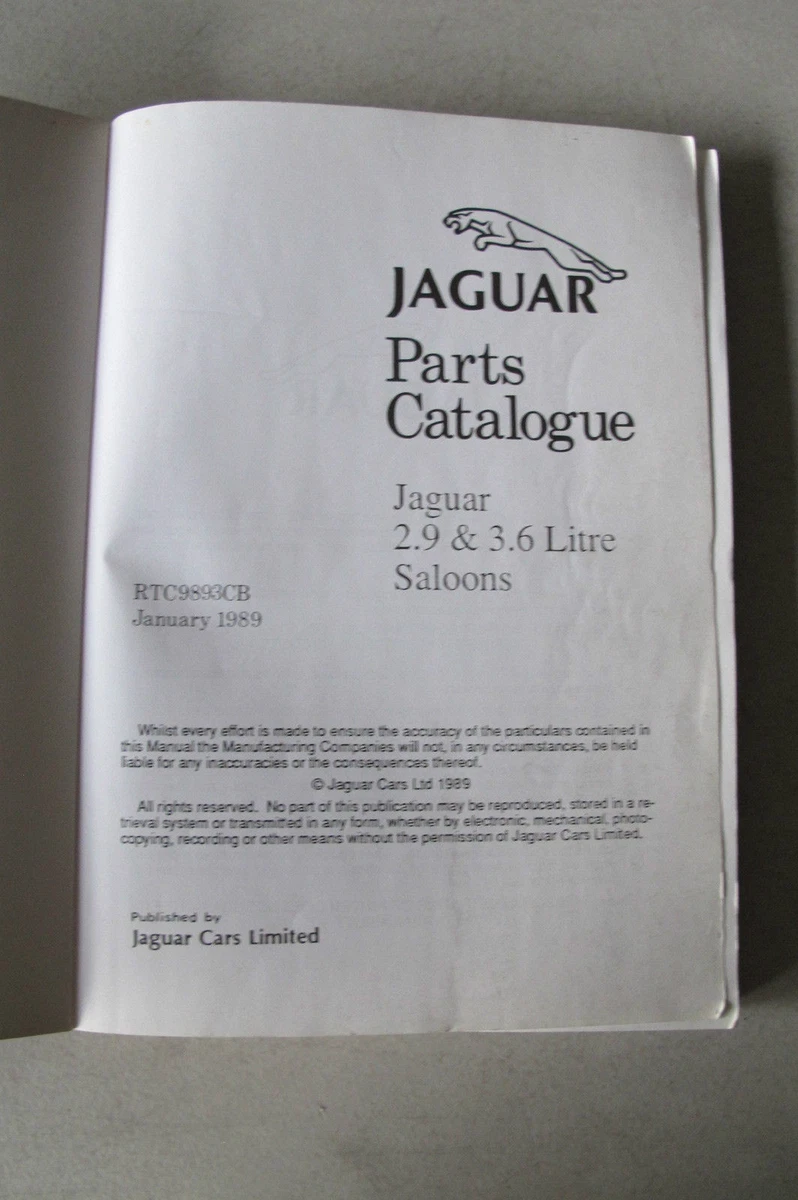 JAGUAR
Parts
Catalogue
Jaguar
2.9 & 3.6 Litre
Saloons
RTC9893CB
January 1989
Whilst every effort is made to ensure the accuracy of the particulars contained in
this Manual the Manufacturing Companies will not, in any circumstances, be held
liable for any inaccuracies or the consequences thereof.
© Jaguar Cars Ltd 1989
All rights reserved. No part of this publication may be reproduced, stored in a re-
trieval system or transmitted in any form, whether by electronic, mechanical, photo-
copying, recording or other means without the permission of Jaguar Cars Limited.
Published by
Jaguar Cars Limited